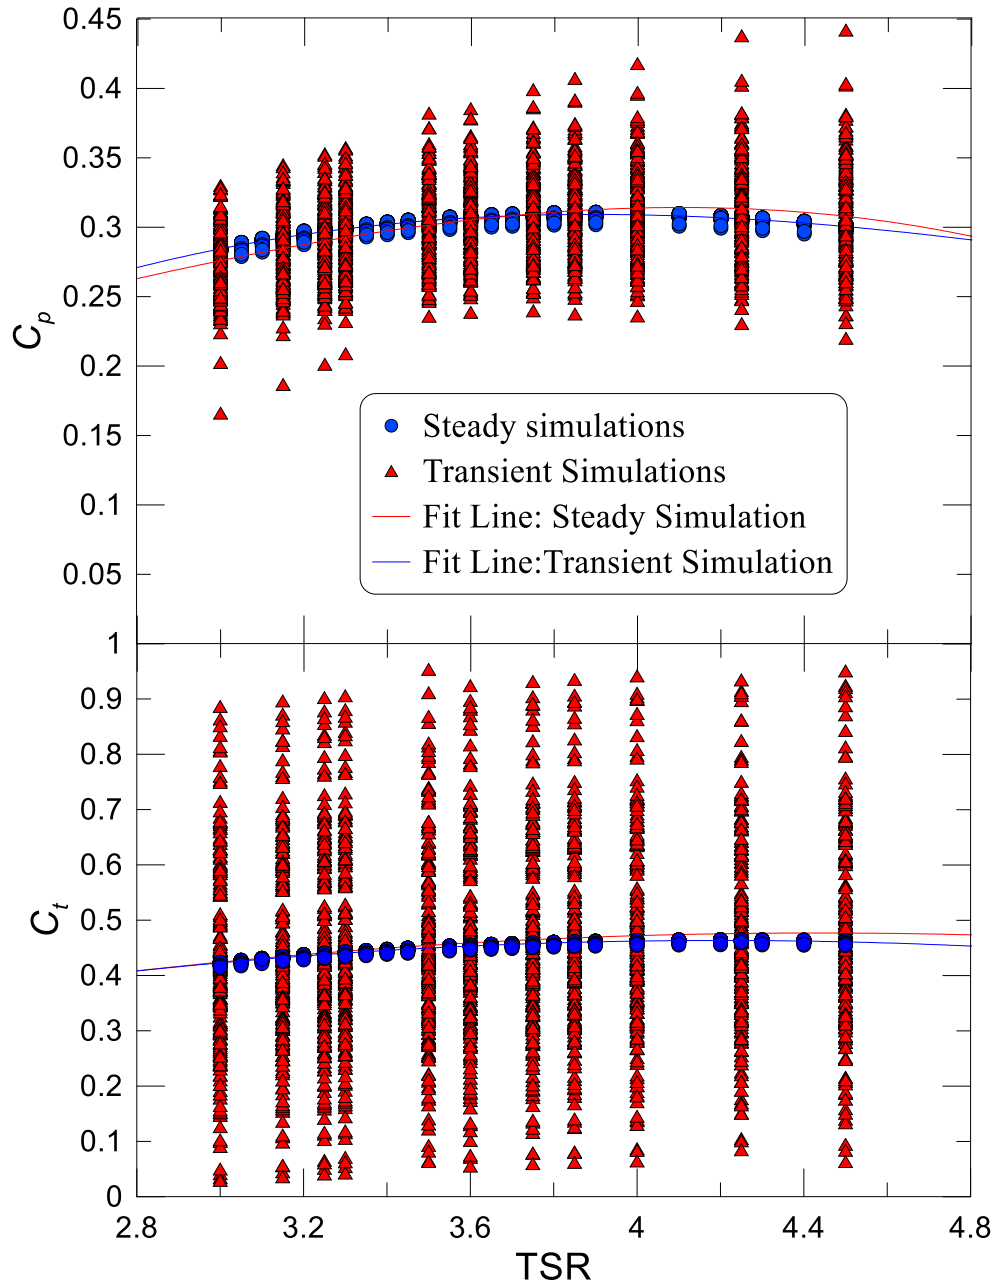 0.45
0.4
0.35
0.3
0.25
0.2
0.15
0.1
0.05
Cp
Steady simulations
Transient Simulations
Fit Line: Steady Simulation
Fit Line:Transient Simulation
1
0.9
0.8
0.7
0.6
0.5
0.4
0.3
0.2
0.1
0
Ct
2.8 3.2 3.6 4 4.4 4.8
TSR